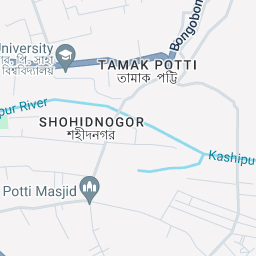 Bongobon
University
বি. প্রি. সাহা
বিশ্ববিদ্যালয়
TAMAK POTTI
তামাক পট্টি
pur River
SHOHIDNOGOR
শহীদনগর
Kashipu
Potti Masjid